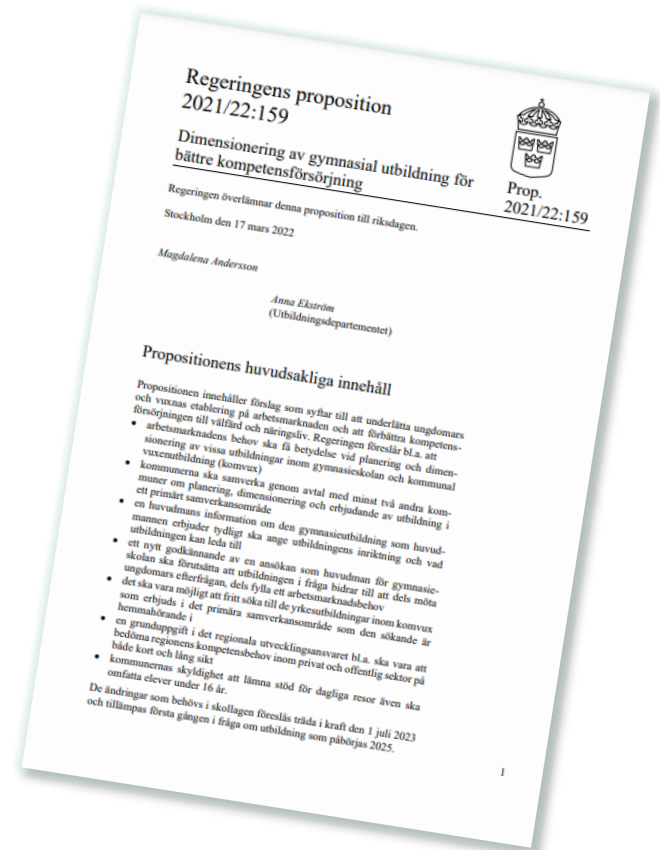 Regeringens proposition
2021/22:159
Dimensionering av gymnasial utbildning för
bättre kompetensförsörjning
Prop.
2021/22:159
Regeringen överlämnar denna proposition till riksdagen.
Stockholm den 17 mars 2022
Magdalena Andersson
Anna Ekström
(Utbildningsdepartementet)
Propositionens huvudsakliga innehåll
Propositionen innehåller förslag som syftar till att underlätta ungdomars
och vuxnas etablering på arbetsmarknaden och att förbättra kompetens-
försörjningen till välfärd och näringsliv. Regeringen föreslår bl.a. att
• arbetsmarknadens behov ska få betydelse vid planering och dimen-
sionering av vissa utbildningar inom gymnasieskolan och kommunal
vuxenutbildning (komvux)
• kommunerna ska samverka genom avtal med minst två andra kom-
muner om planering, dimensionering och erbjudande av utbildning i
ett primärt samverkansområde
• en huvudmans information om den gymnasieutbildning som huvud-
mannen erbjuder tydligt ska ange utbildningens inriktning och vad
utbildningen kan leda till
• ett nytt godkännande av en ansökan som huvudman för gymnasie-
skolan ska förutsätta att utbildningen i fråga bidrar till att dels möta
ungdomars efterfrågan, dels fylla ett arbetsmarknadsbehov
• det ska vara möjligt att fritt söka till de yrkesutbildningar inom komvux
som erbjuds i det primära samverkansområde som den sökande är
hemmahörande i
• en grunduppgift i det regionala utvecklingsansvaret bl.a. ska vara att
bedöma regionens kompetensbehov inom privat och offentlig sektor på
både kort och lång sikt
• kommunernas skyldighet att lämna stöd för dagliga resor även ska
omfatta elever under 16 år.
De ändringar som behövs i skollagen föreslås träda i kraft den 1 juli 2023
och tillämpas första gången i fråga om utbildning som påbörjas 2025.
1